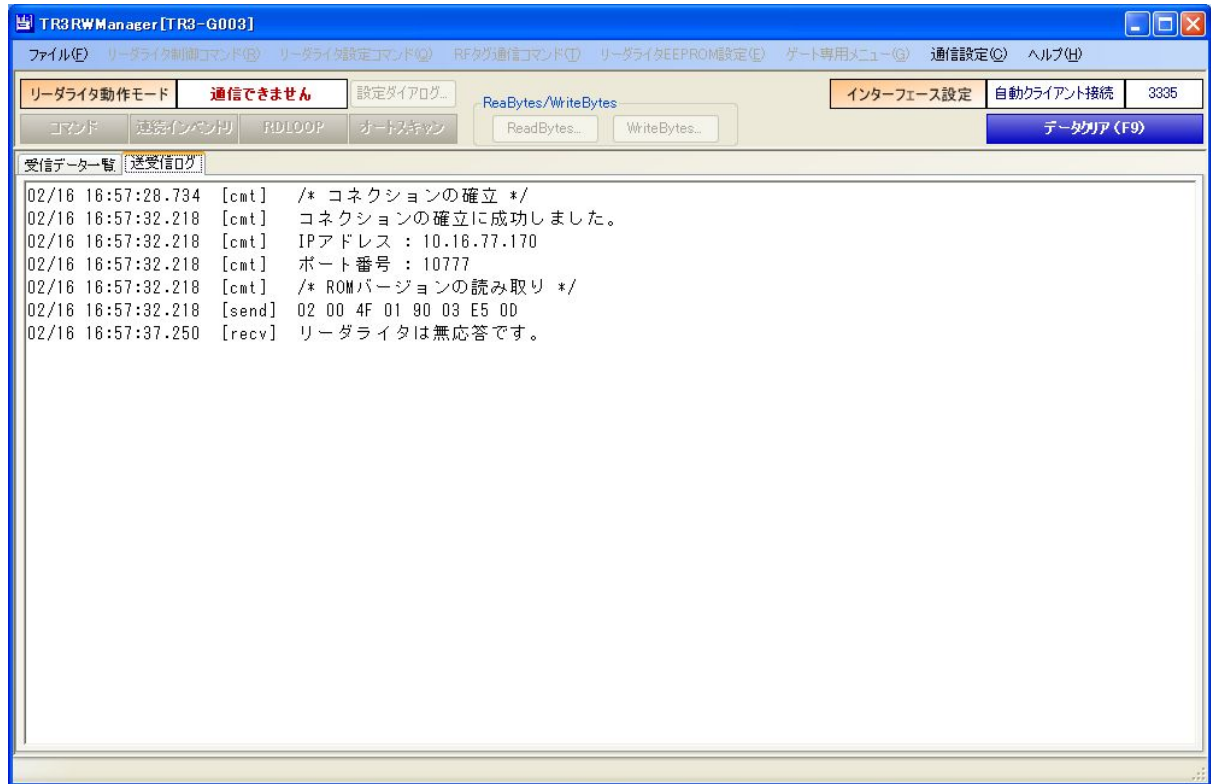 TR3RWManager[TR3-G003]
ファイル(F) リーダライタ制御コマンド(R) リーダライタ設定コマンド(Q) RFタグ通信コマンド(T) リーダライタEEPROM設定(E) ゲート専用メニュー(G) 通信設定(C) ヘルプ(H)
リーダライタ動作モード 通信できません 設定ダイアログ... ReaBytes/WriteBytes インターフェース設定 自動クライアント接続 3335
コマンド 連続インベントリ RDLOOP オートスキャン ReadBytes... WriteBytes... データクリア (F9)
受信データ一覧 送受信ログ
02/16 16:57:28.734 [cmt] /* コネクションの確立 */
02/16 16:57:32.218 [cmt] コネクションの確立に成功しました。
02/16 16:57:32.218 [cmt] IPアドレス : 10.16.77.170
02/16 16:57:32.218 [cmt] ポート番号 : 10777
02/16 16:57:32.218 [cmt] /* ROMバージョンの読み取り */
02/16 16:57:32.218 [send] 02 00 4F 01 90 03 E5 0D
02/16 16:57:37.250 [recv] リーダライタは無応答です。